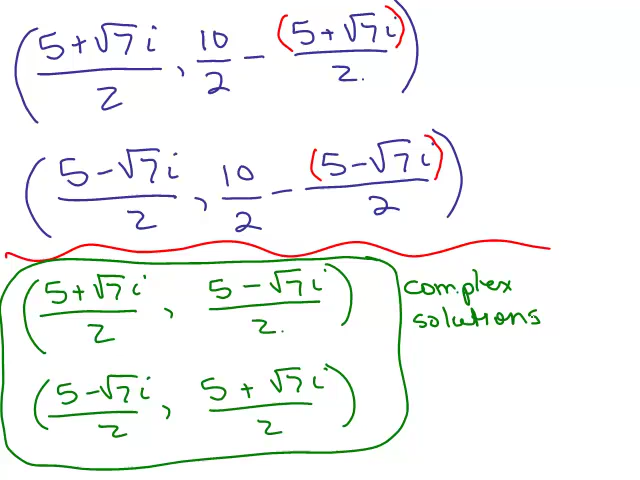 ((5+√7i)/2, 10/2 - (5+√7i)/2.)
((5-√7i)/2, 10/2 - (5-√7i)/2)
((5+√7i)/2, (5-√7i)/2.) complex
solutions
((5-√7i)/2, (5+√7i)/2)